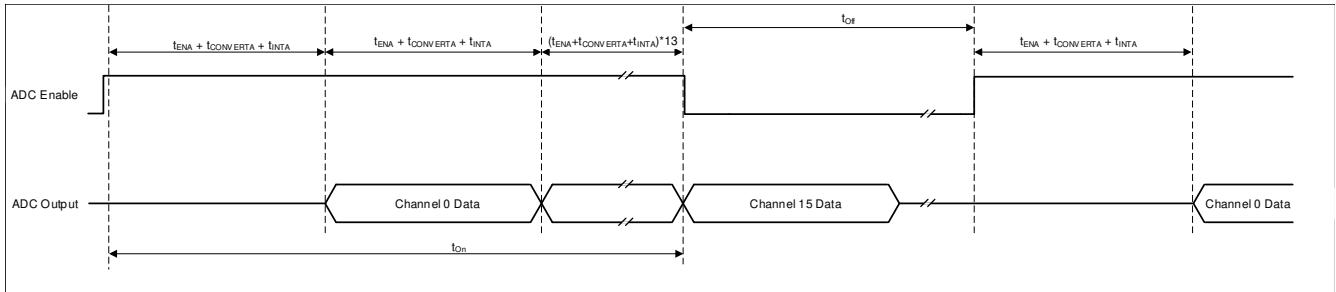 tOff
tENA + tCONVERTA + tINTA
tENA + tCONVERTA + tINTA
(tENA+tCONVERTA+tINTA)*13
tENA + tCONVERTA + tINTA
ADC Enable
ADC Output
Channel 0 Data
Channel 15 Data
Channel 0 Data
tOn